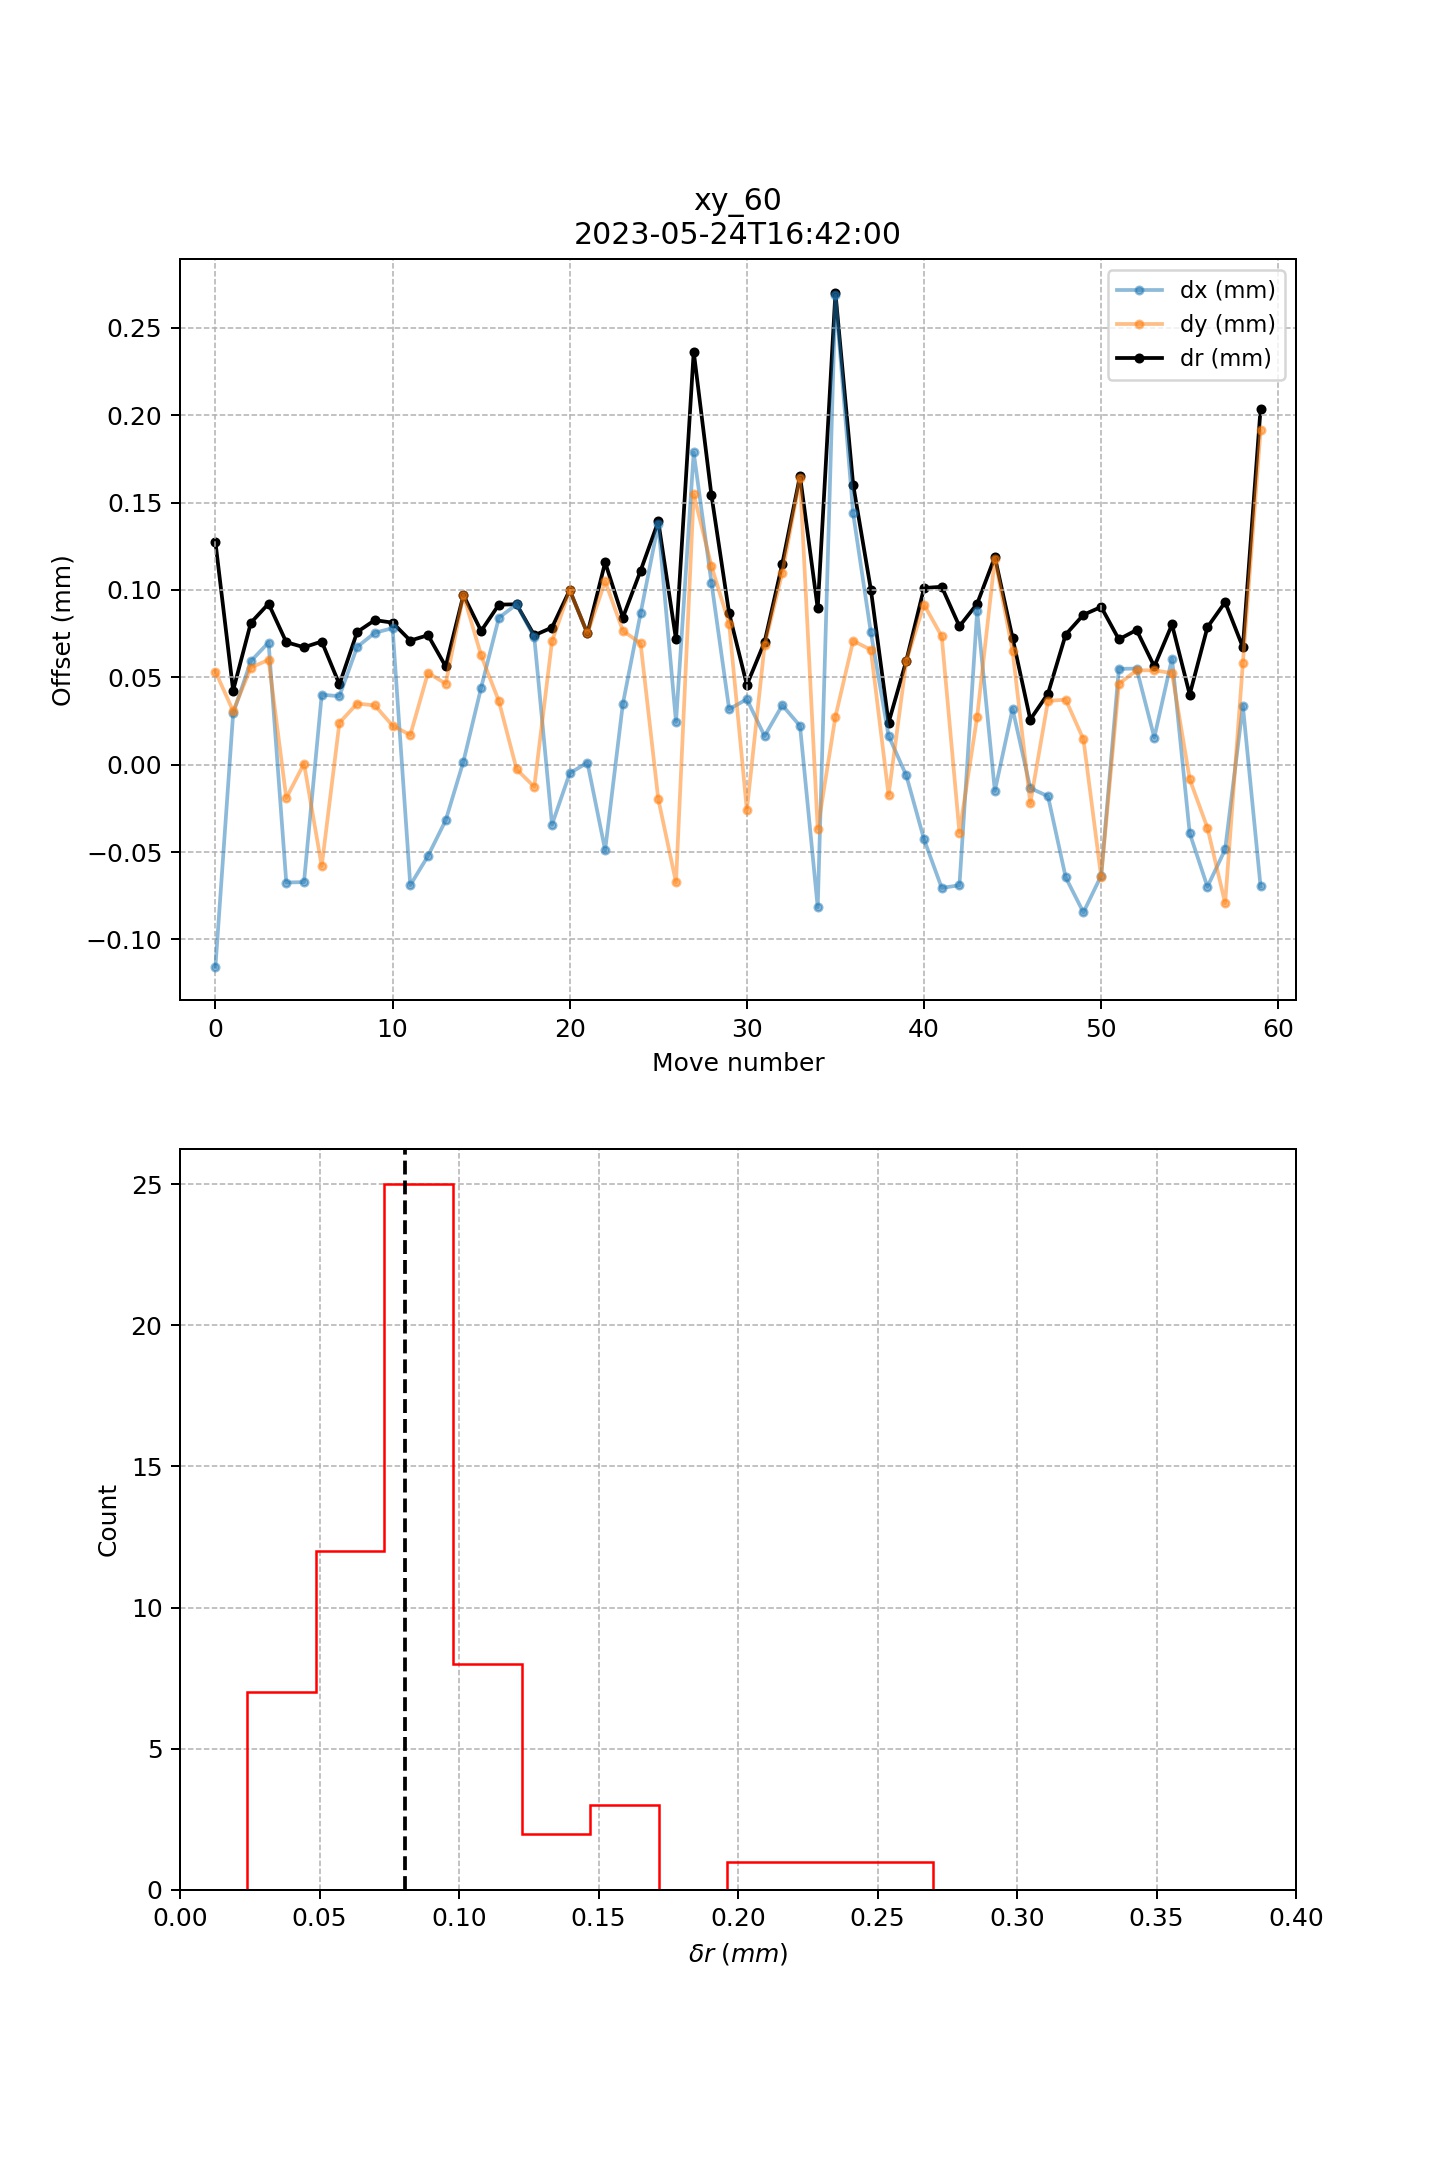 xy_60
2023-05-24T16:42:00
dx (mm)
dy (mm)
dr (mm)
Offset (mm)
0.25
0.20
0.15
0.10
0.05
0.00
−0.05
−0.10
0 10 20 30 40 50 60
Move number
Count
25
20
15
10
5
0
0.00 0.05 0.10 0.15 0.20 0.25 0.30 0.35 0.40
δr (mm)